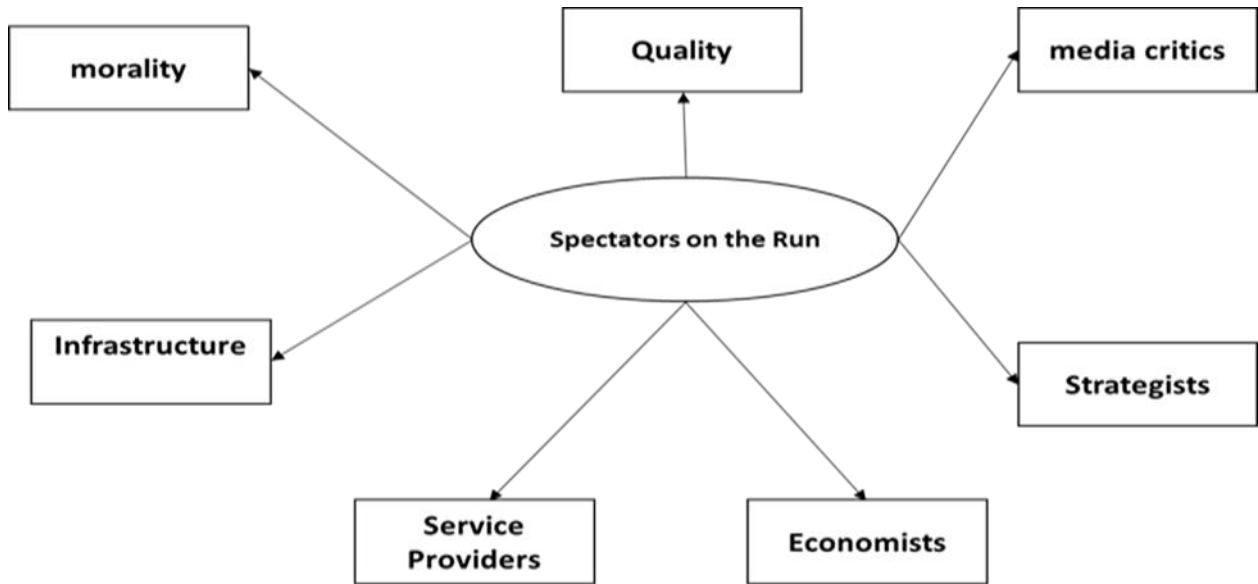 morality
Quality
media critics
Spectators on the Run
Infrastructure
Strategists
Service
Providers
Economists